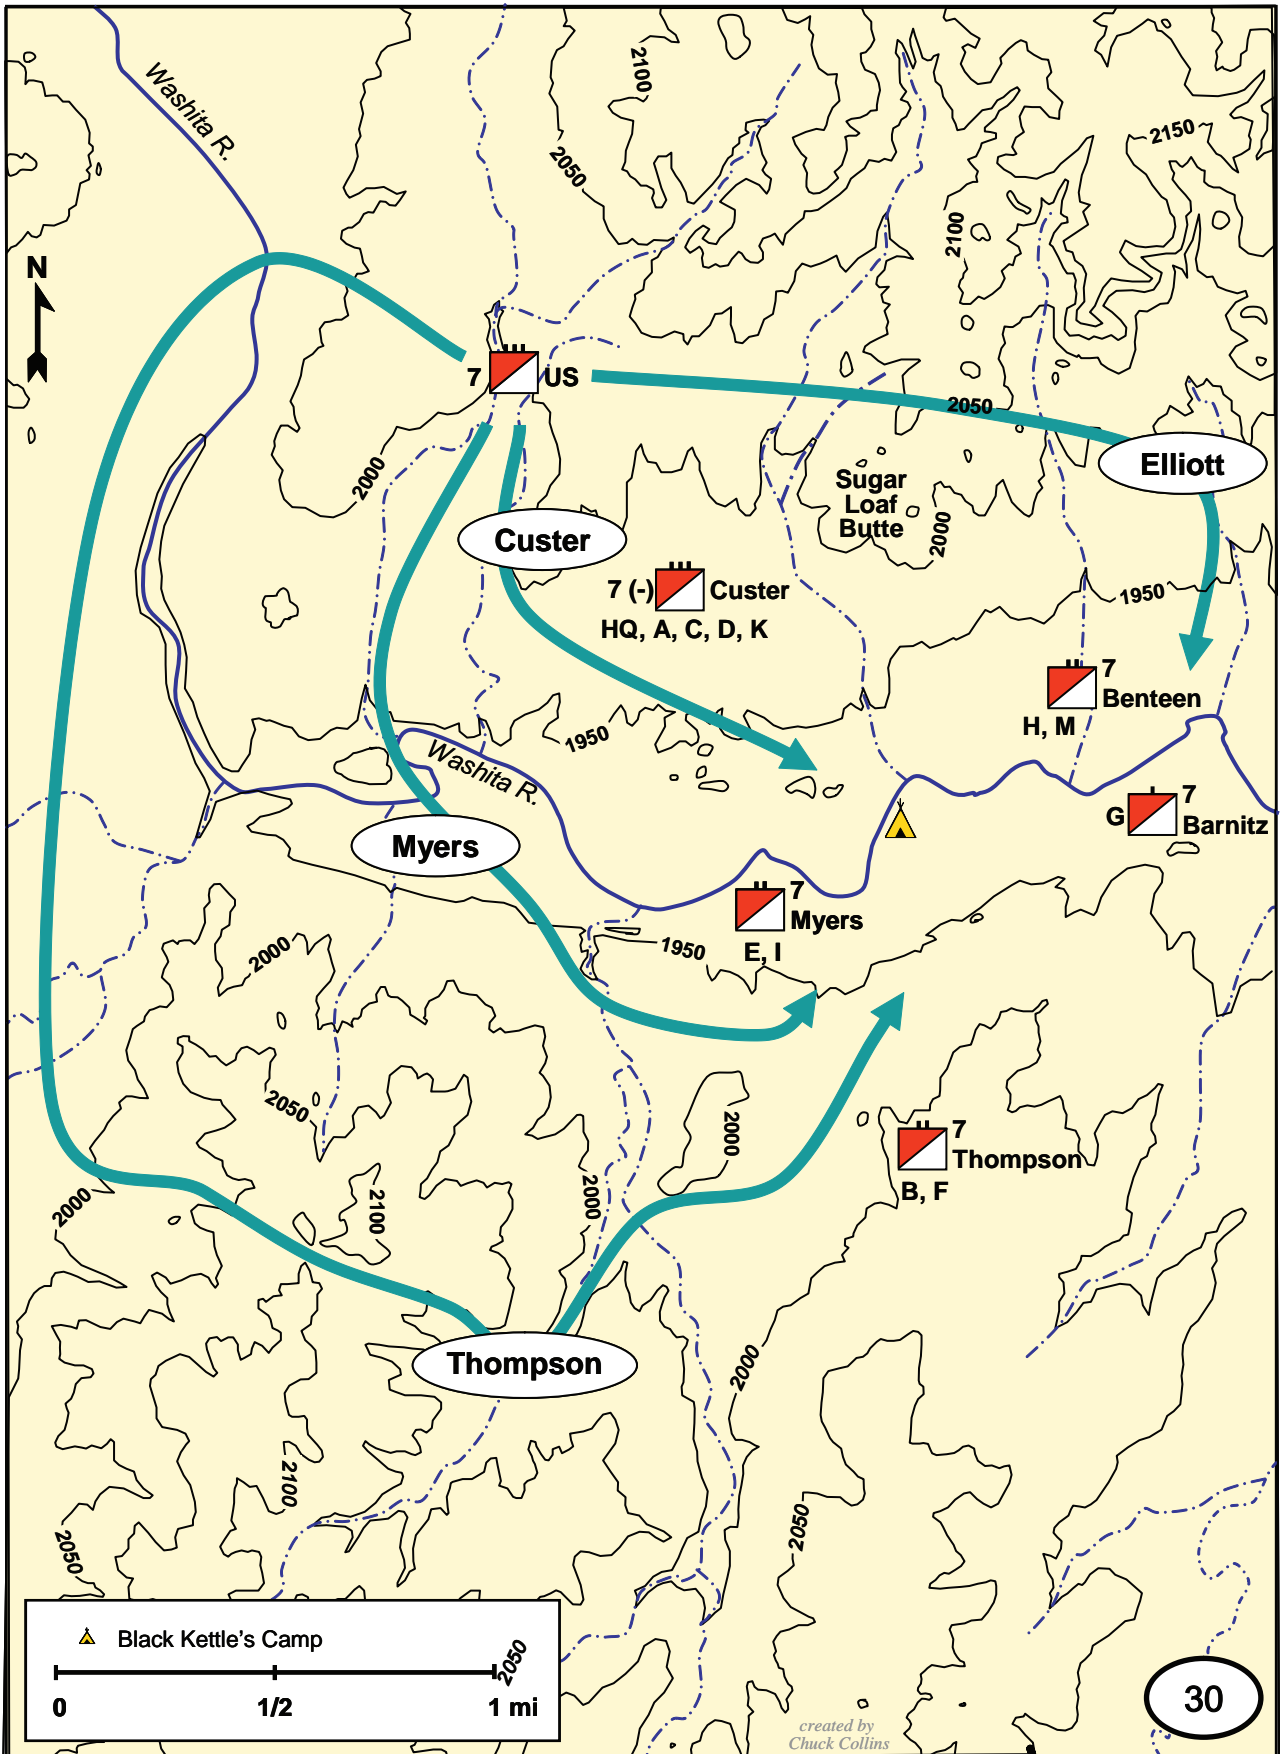 2100
Washita R.
2050
2150
2100
N
7
US
2050
Elliott
2000
Sugar
Loaf
Butte
2000
Custer
7 (-)
Custer
HQ, A, C, D, K
1950
7
Benteen
H, M
1950
Washita R.
7
G
Barnitz
Myers
7
Myers
E, I
1950
2000
2050
2000
7
Thompson
B, F
2000
2100
2000
Thompson
2000
2100
2050
2050
Black Kettle's Camp
2050
0
1/2
1 mi
30
created by
Chuck Collins